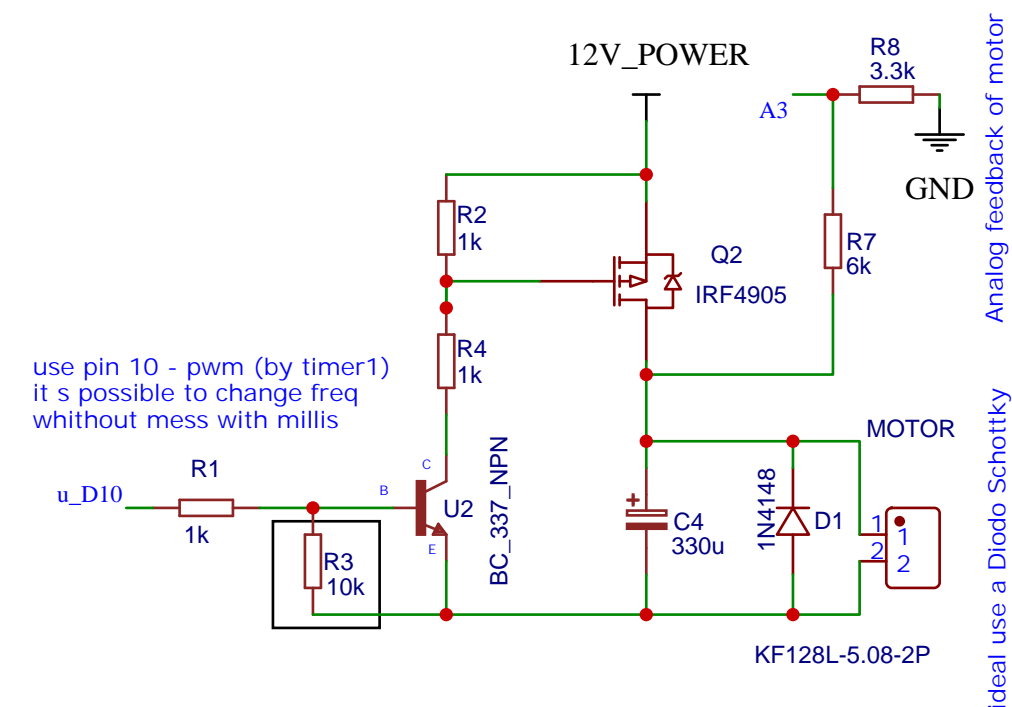 12V_POWER
R8
3.3k
A3
GND
Analog feedback of motor
R2
1k
Q2
IRF4905
R7
6k
R4
1k
use pin 10 - pwm (by timer1)
it s possible to change freq
whithout mess with millis
MOTOR
R1
u_D10
1k
B
C
E
U2
BC_337_NPN
R3
10k
+
C4
330u
1N4148
D1
1
1
2
2
KF128L-5.08-2P
ideal use a Diodo Schottky